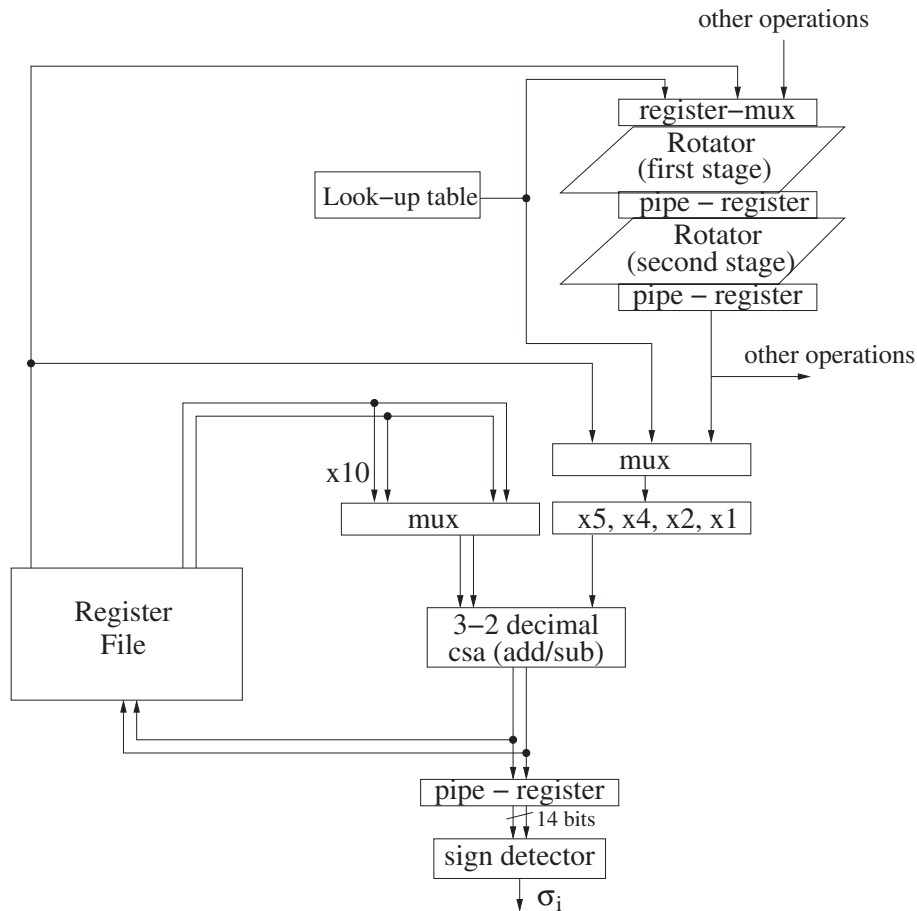 other operations
register–mux
Rotator
(first stage)
Look–up table
pipe – register
Rotator
(second stage)
pipe – register
other operations
mux
x10
mux
x5, x4, x2, x1
Register
File
3–2 decimal
csa (add/sub)
pipe – register
14 bits
sign detector
σi